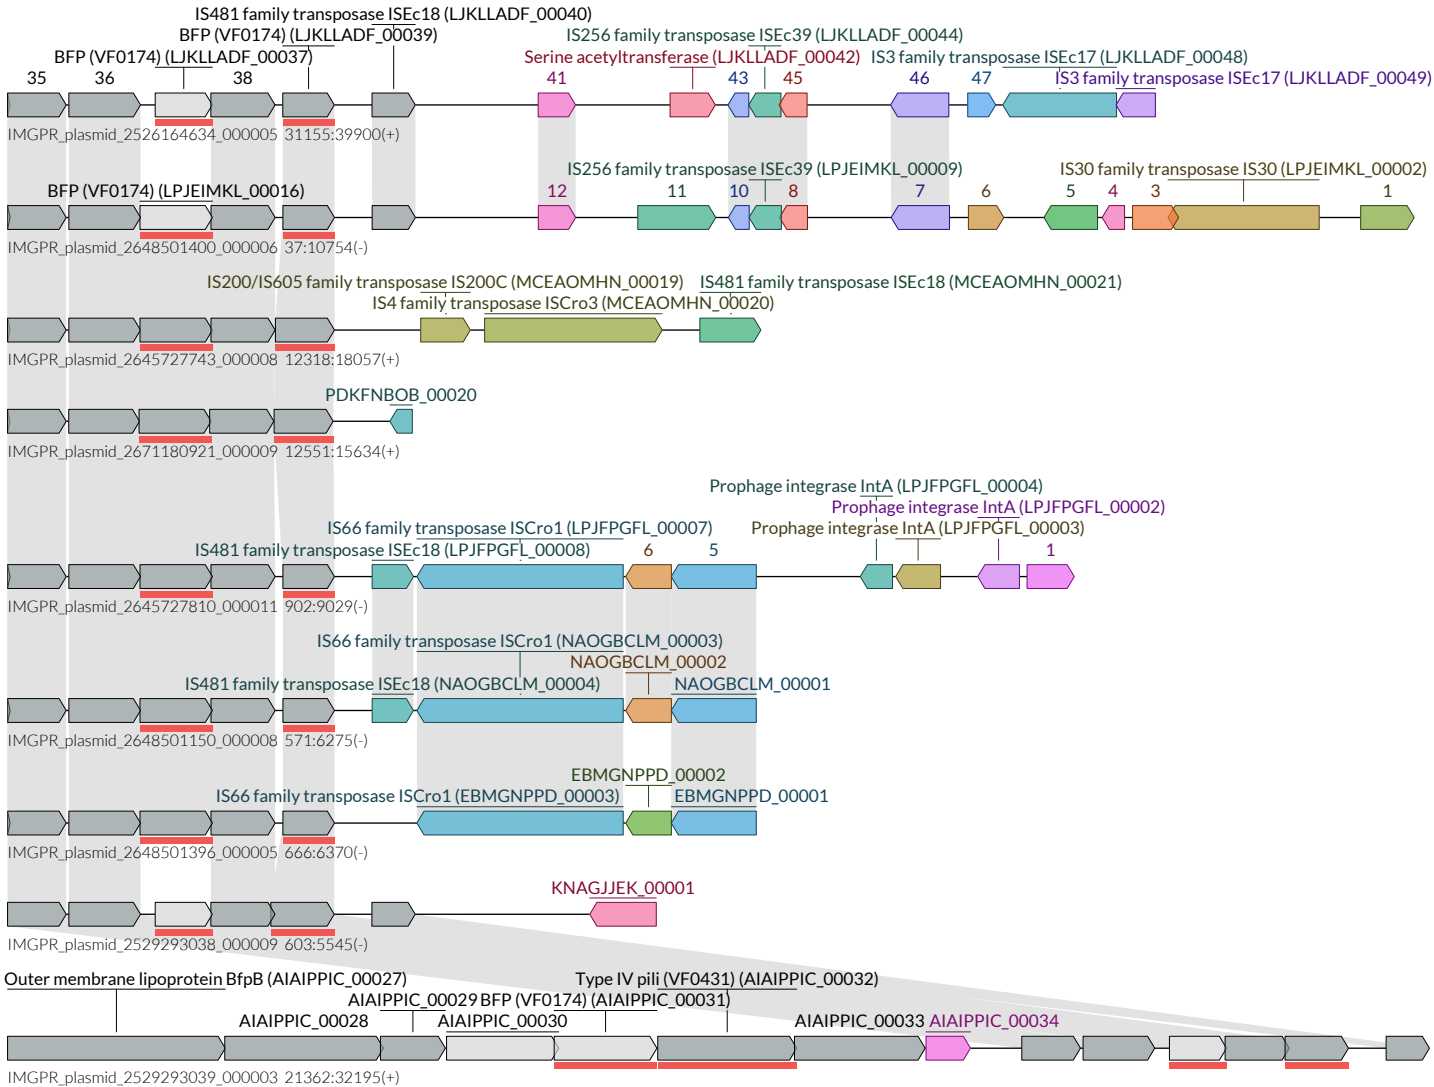 IS481 family transposase ISEc18 (LJKLLADF_00040)
BFP (VF0174) (LJKLLADF_00039) IS256 family transposase ISEc39 (LJKLLADF_00044)
BFP (VF0174) (LJKLLADF_00037) Serine acetyltransferase (LJKLLADF_00042) IS3 family transposase ISEc17 (LJKLLADF_00048)
35 36 38 41 43 45 46 47 IS3 family transposase ISEc17 (LJKLLADF_00049)
IMGPR_plasmid_2526164634_000005 31155:39900(+)
IS256 family transposase ISEc39 (LPJEIMKL_00009) IS30 family transposase IS30 (LPJEIMKL_00002)
BFP (VF0174) (LPJEIMKL_00016) 12 11 10 8 7 6 5 4 3 1
IMGPR_plasmid_2648501400_000006 37:10754(-)
IS200/IS605 family transposase IS200C (MCEAOMHN_00019) IS481 family transposase ISEc18 (MCEAOMHN_00021)
IS4 family transposase ISCro3 (MCEAOMHN_00020)
IMGPR_plasmid_2645727743_000008 12318:18057(+)
PDKFNBOB_00020
IMGPR_plasmid_2671180921_000009 12551:15634(+)
Prophage integrase IntA (LPJFPGFL_00004)
Prophage integrase IntA (LPJFPGFL_00002)
IS66 family transposase ISCro1 (LPJFPGFL_00007) Prophage integrase IntA (LPJFPGFL_00003)
IS481 family transposase ISEc18 (LPJFPGFL_00008) 6 5 1
IMGPR_plasmid_2645727810_000011 902:9029(-)
IS66 family transposase ISCro1 (NAOGBCLM_00003)
NAOGBCLM_00002
IS481 family transposase ISEc18 (NAOGBCLM_00004) NAOGBCLM_00001
IMGPR_plasmid_2648501150_000008 571:6275(-)
EBMGNPPD_00002
IS66 family transposase ISCro1 (EBMGNPPD_00003) EBMGNPPD_00001
IMGPR_plasmid_2648501396_000005 666:6370(-)
KNAGJJEK_00001
IMGPR_plasmid_2529293038_000009 603:5545(-)
Outer membrane lipoprotein BfpB (AIAIPPIC_00027) Type IV pili (VF0431) (AIAIPPIC_00032)
AIAIPPIC_00029 BFP (VF0174) (AIAIPPIC_00031)
AIAIPPIC_00028 AIAIPPIC_00030 AIAIPPIC_00033 AIAIPPIC_00034
IMGPR_plasmid_2529293039_000003 21362:32195(+)